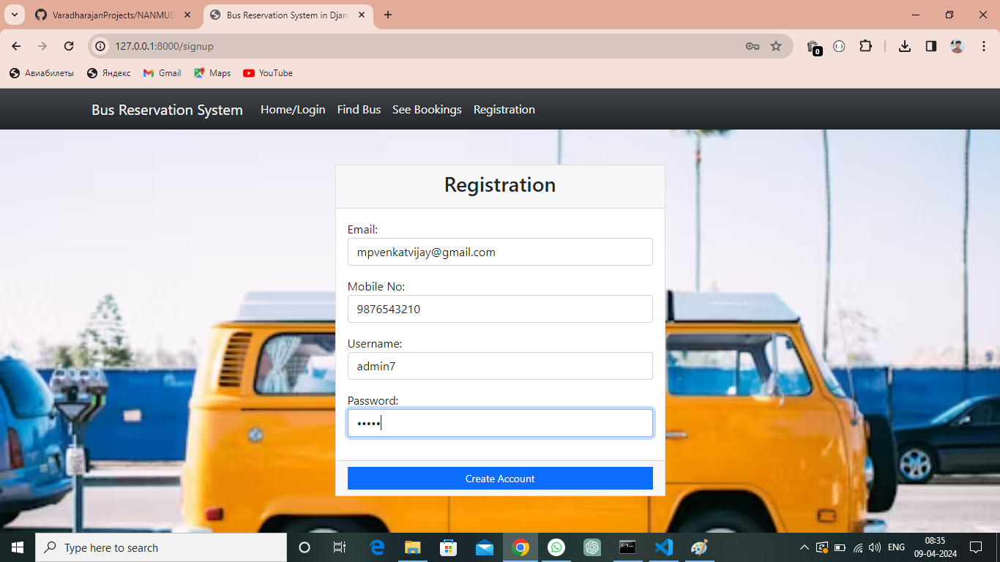 VaradharajanProjects/NANMUD
Bus Reservation System in Djan
127.0.0.1:8000/signup
0
Авиабилеты
Яндекс
Gmail
Maps
YouTube
Bus Reservation System
Home/Login
Find Bus
See Bookings
Registration
Registration
Email:
mpvenkatvijay@gmail.com
Mobile No:
9876543210
Username:
admin7
Password:
•••••
Create Account
Type here to search
ENG
08:35
09-04-2024